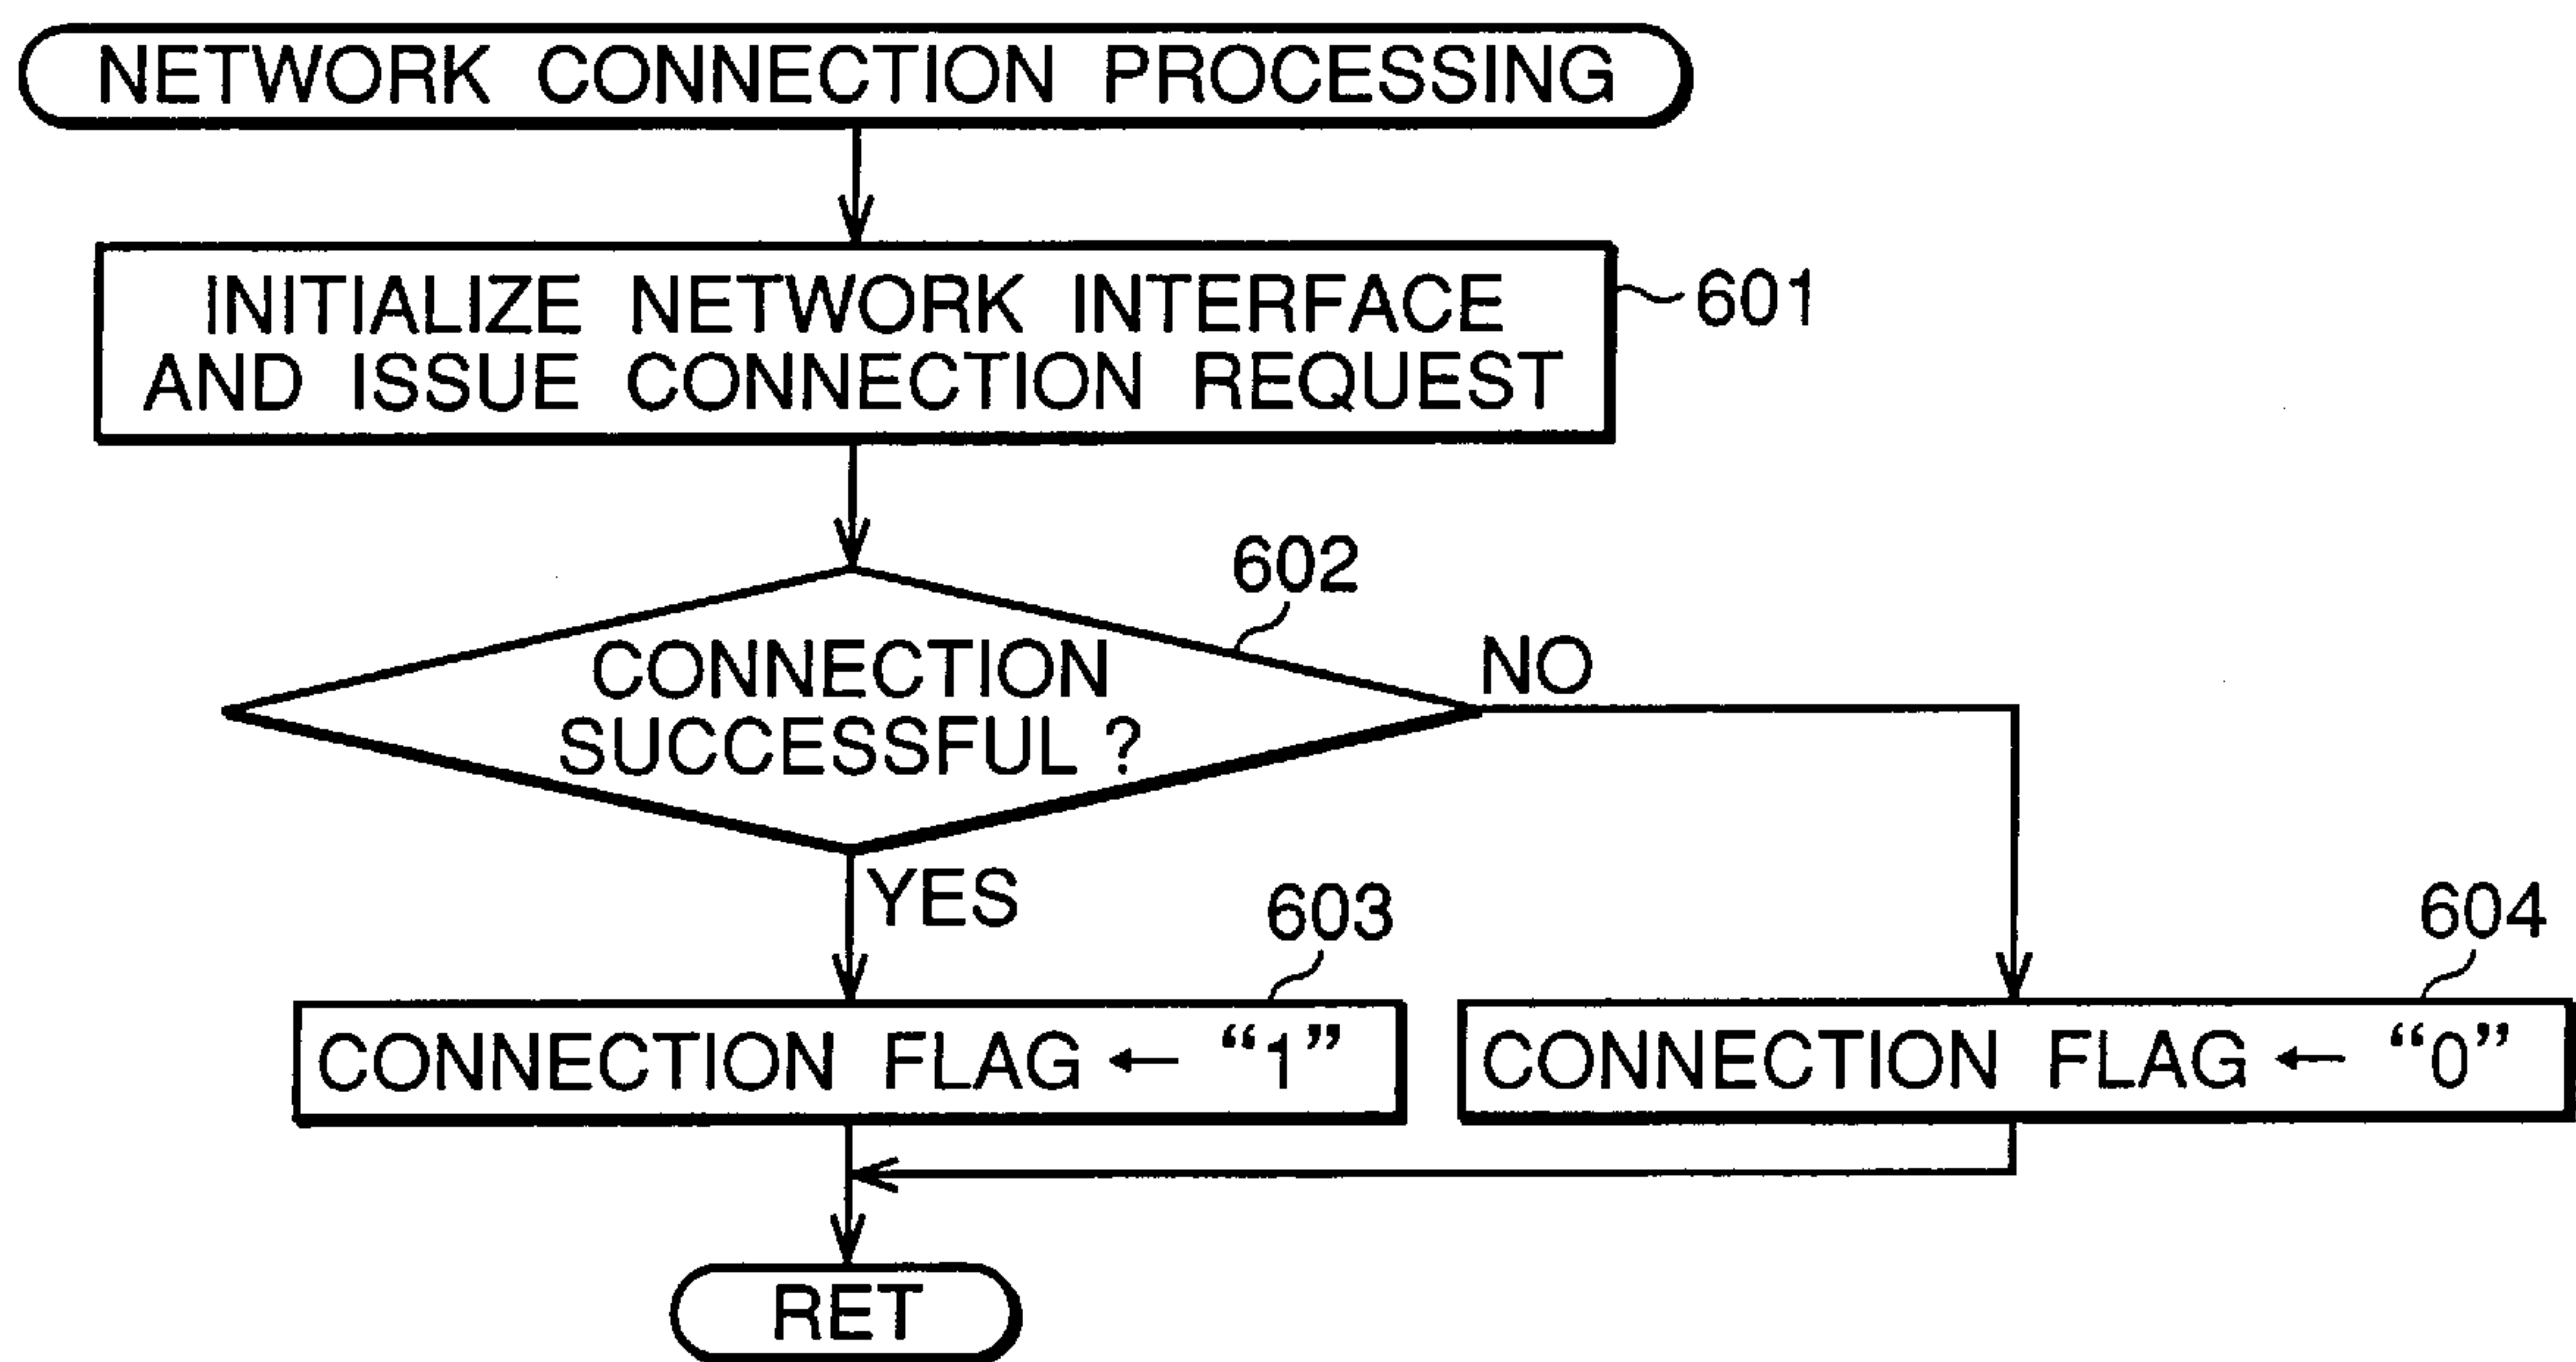 NETWORK CONNECTION PROCESSING
INITIALIZE NETWORK INTERFACE
AND ISSUE CONNECTION REQUEST
601
602
CONNECTION
SUCCESSFUL ?
NO
YES
603
CONNECTION FLAG ← “1”
604
CONNECTION FLAG ← “0”
RET